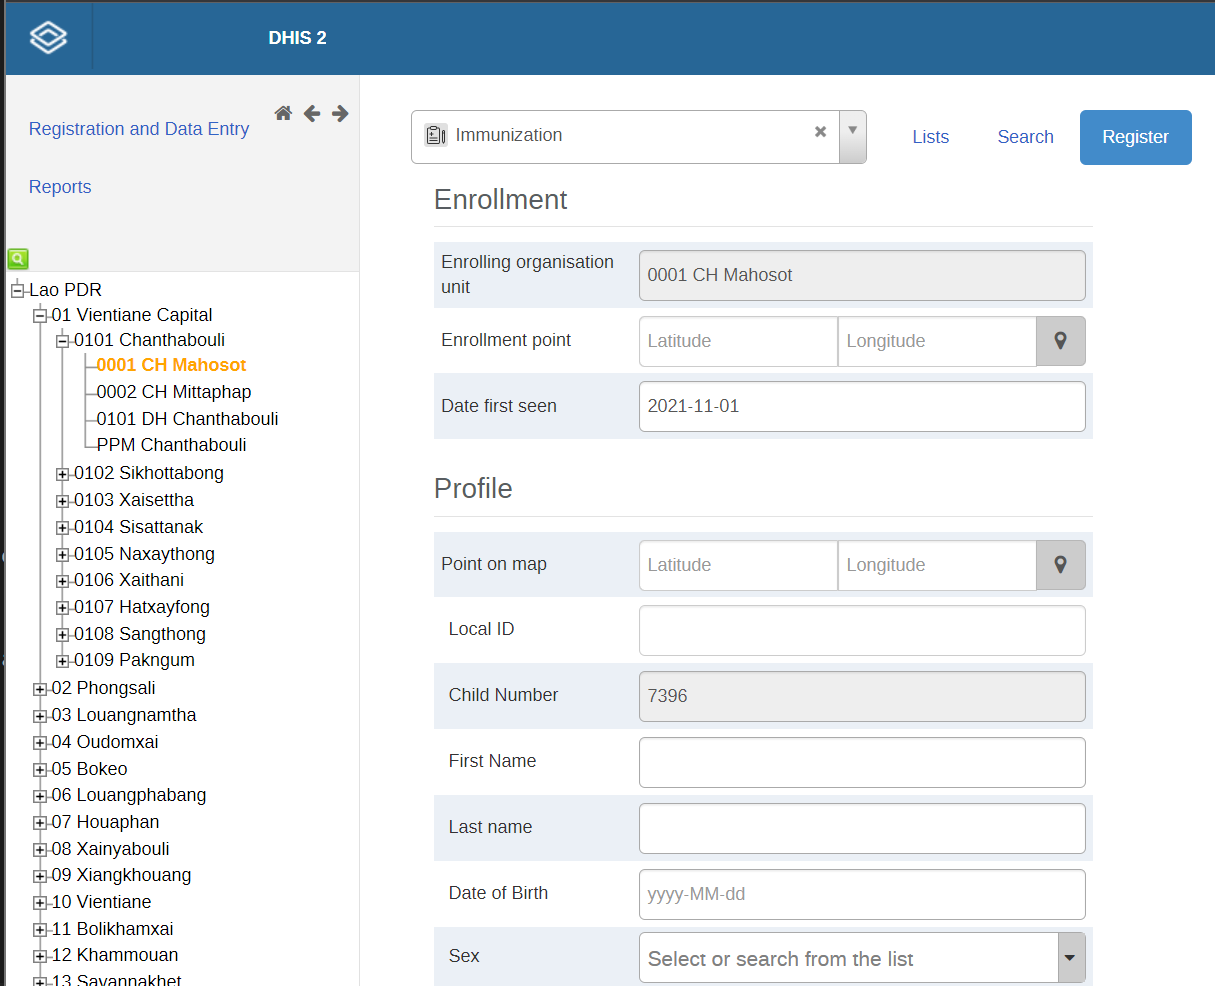 DHIS 2
Registration and Data Entry
Reports
Lao PDR
01 Vientiane Capital
0101 Chanthabouli
0001 CH Mahosot
0002 CH Mittaphap
0101 DH Chanthabouli
PPM Chanthabouli
0102 Sikhottabong
0103 Xaisettha
0104 Sisattanak
0105 Naxaythong
0106 Xaithani
0107 Hatxayfong
0108 Sangthong
0109 Pakngum
02 Phongsali
03 Louangnamtha
04 Oudomxai
05 Bokeo
06 Louangphabang
07 Houaphan
08 Xainyabouli
09 Xiangkhouang
10 Vientiane
11 Bolikhamxai
12 Khammouan
13 Savannakhet
Immunization
Lists
Search
Register
Enrollment
Enrolling organisation
unit
0001 CH Mahosot
Enrollment point
Latitude
Longitude
Date first seen
2021-11-01
Profile
Point on map
Latitude
Longitude
Local ID
Child Number
7396
First Name
Last name
Date of Birth
yyyy-MM-dd
Sex
Select or search from the list